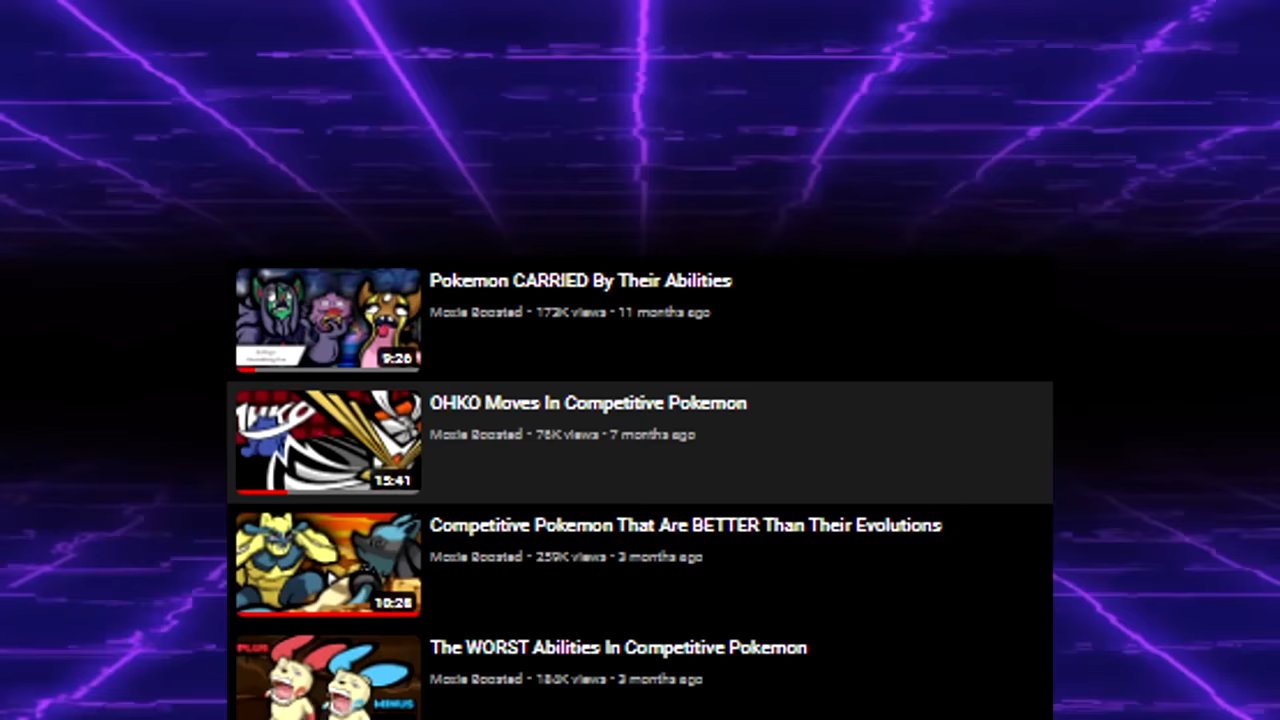 Pokemon CARRIED By Their Abilities
Moxie Boosted • 172K views • 11 months ago
9:26
OHKO Moves In Competitive Pokemon
Moxie Boosted • 76K views • 7 months ago
OHKO
15:41
Competitive Pokemon That Are BETTER Than Their Evolutions
Moxie Boosted • 259K views • 3 months ago
10:28
The WORST Abilities In Competitive Pokemon
Moxie Boosted • views • 3 months ago
PLUS
MINUS